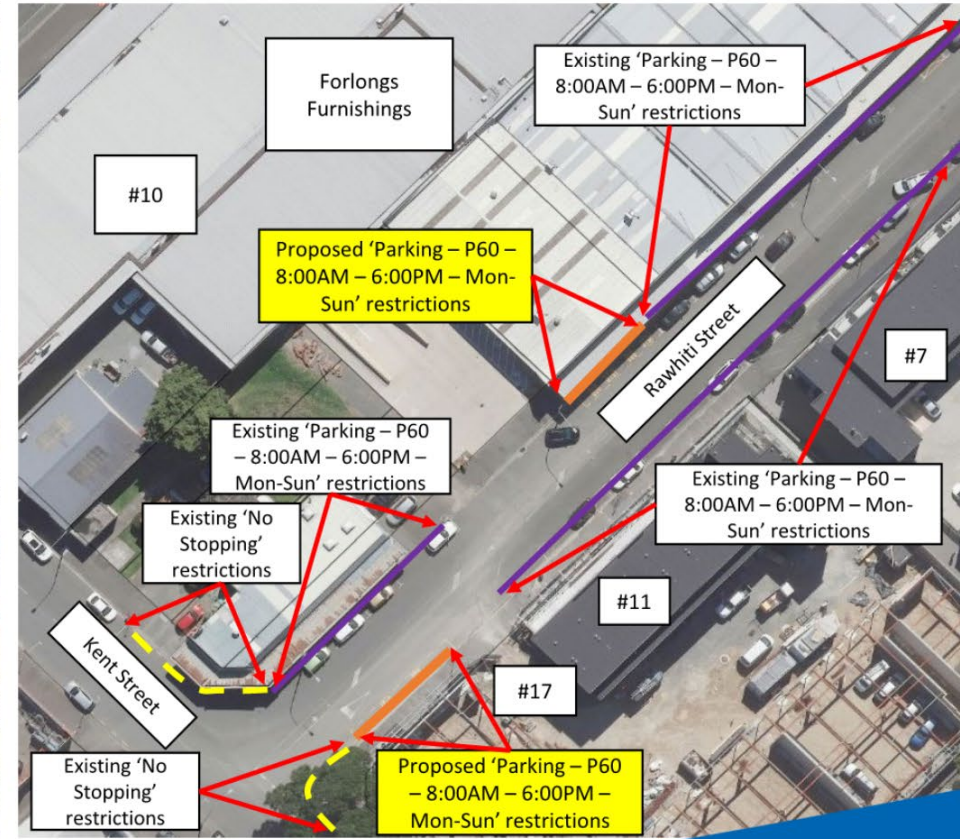 Forlongs
Furnishings
Existing ‘Parking – P60 –
8:00AM – 6:00PM – Mon-
Sun’ restrictions
#10
Proposed ‘Parking – P60 –
8:00AM – 6:00PM – Mon-
Sun’ restrictions
Rawhiti Street
#7
Existing ‘Parking – P60
– 8:00AM – 6:00PM –
Mon-Sun’ restrictions
Existing ‘Parking – P60 –
8:00AM – 6:00PM – Mon-
Sun’ restrictions
Existing ‘No
Stopping’
restrictions
#11
Kent Street
#17
Existing ‘No
Stopping’
restrictions
Proposed ‘Parking – P60
– 8:00AM – 6:00PM –
Mon-Sun’ restrictions